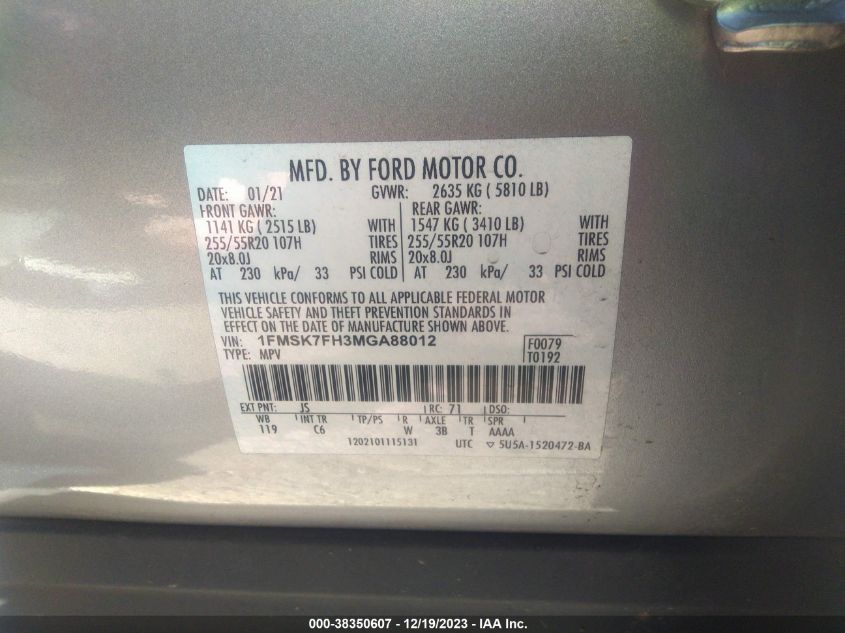 MFD. BY FORD MOTOR CO.
DATE: 01/21 GVWR: 2635 KG ( 5810 LB)
FRONT GAWR: REAR GAWR:
1141 KG ( 2515 LB) WITH 1547 KG ( 3410 LB) WITH
255/55R20 107H TIRES 255/55R20 107H TIRES
20x8.0J RIMS 20x8.0J RIMS
AT 230 kPa/ 33 PSI COLD AT 230 kPa/ 33 PSI COLD
THIS VEHICLE CONFORMS TO ALL APPLICABLE FEDERAL MOTOR
VEHICLE SAFETY AND THEFT PREVENTION STANDARDS IN
EFFECT ON THE DATE OF MANUFACTURE SHOWN ABOVE.
VIN: 1FMSK7FH3MGA88012 F0079
TYPE: MPV T0192
EXT PNT: JS RC: 71 DSO:
WB INT TR TP/PS R AXLE TR SPR
119 C6 W 3B T AAAA
1202101115131 UTC ▽ 5U5A-1520472-BA
000-38350607 - 12/19/2023 - IAA Inc.